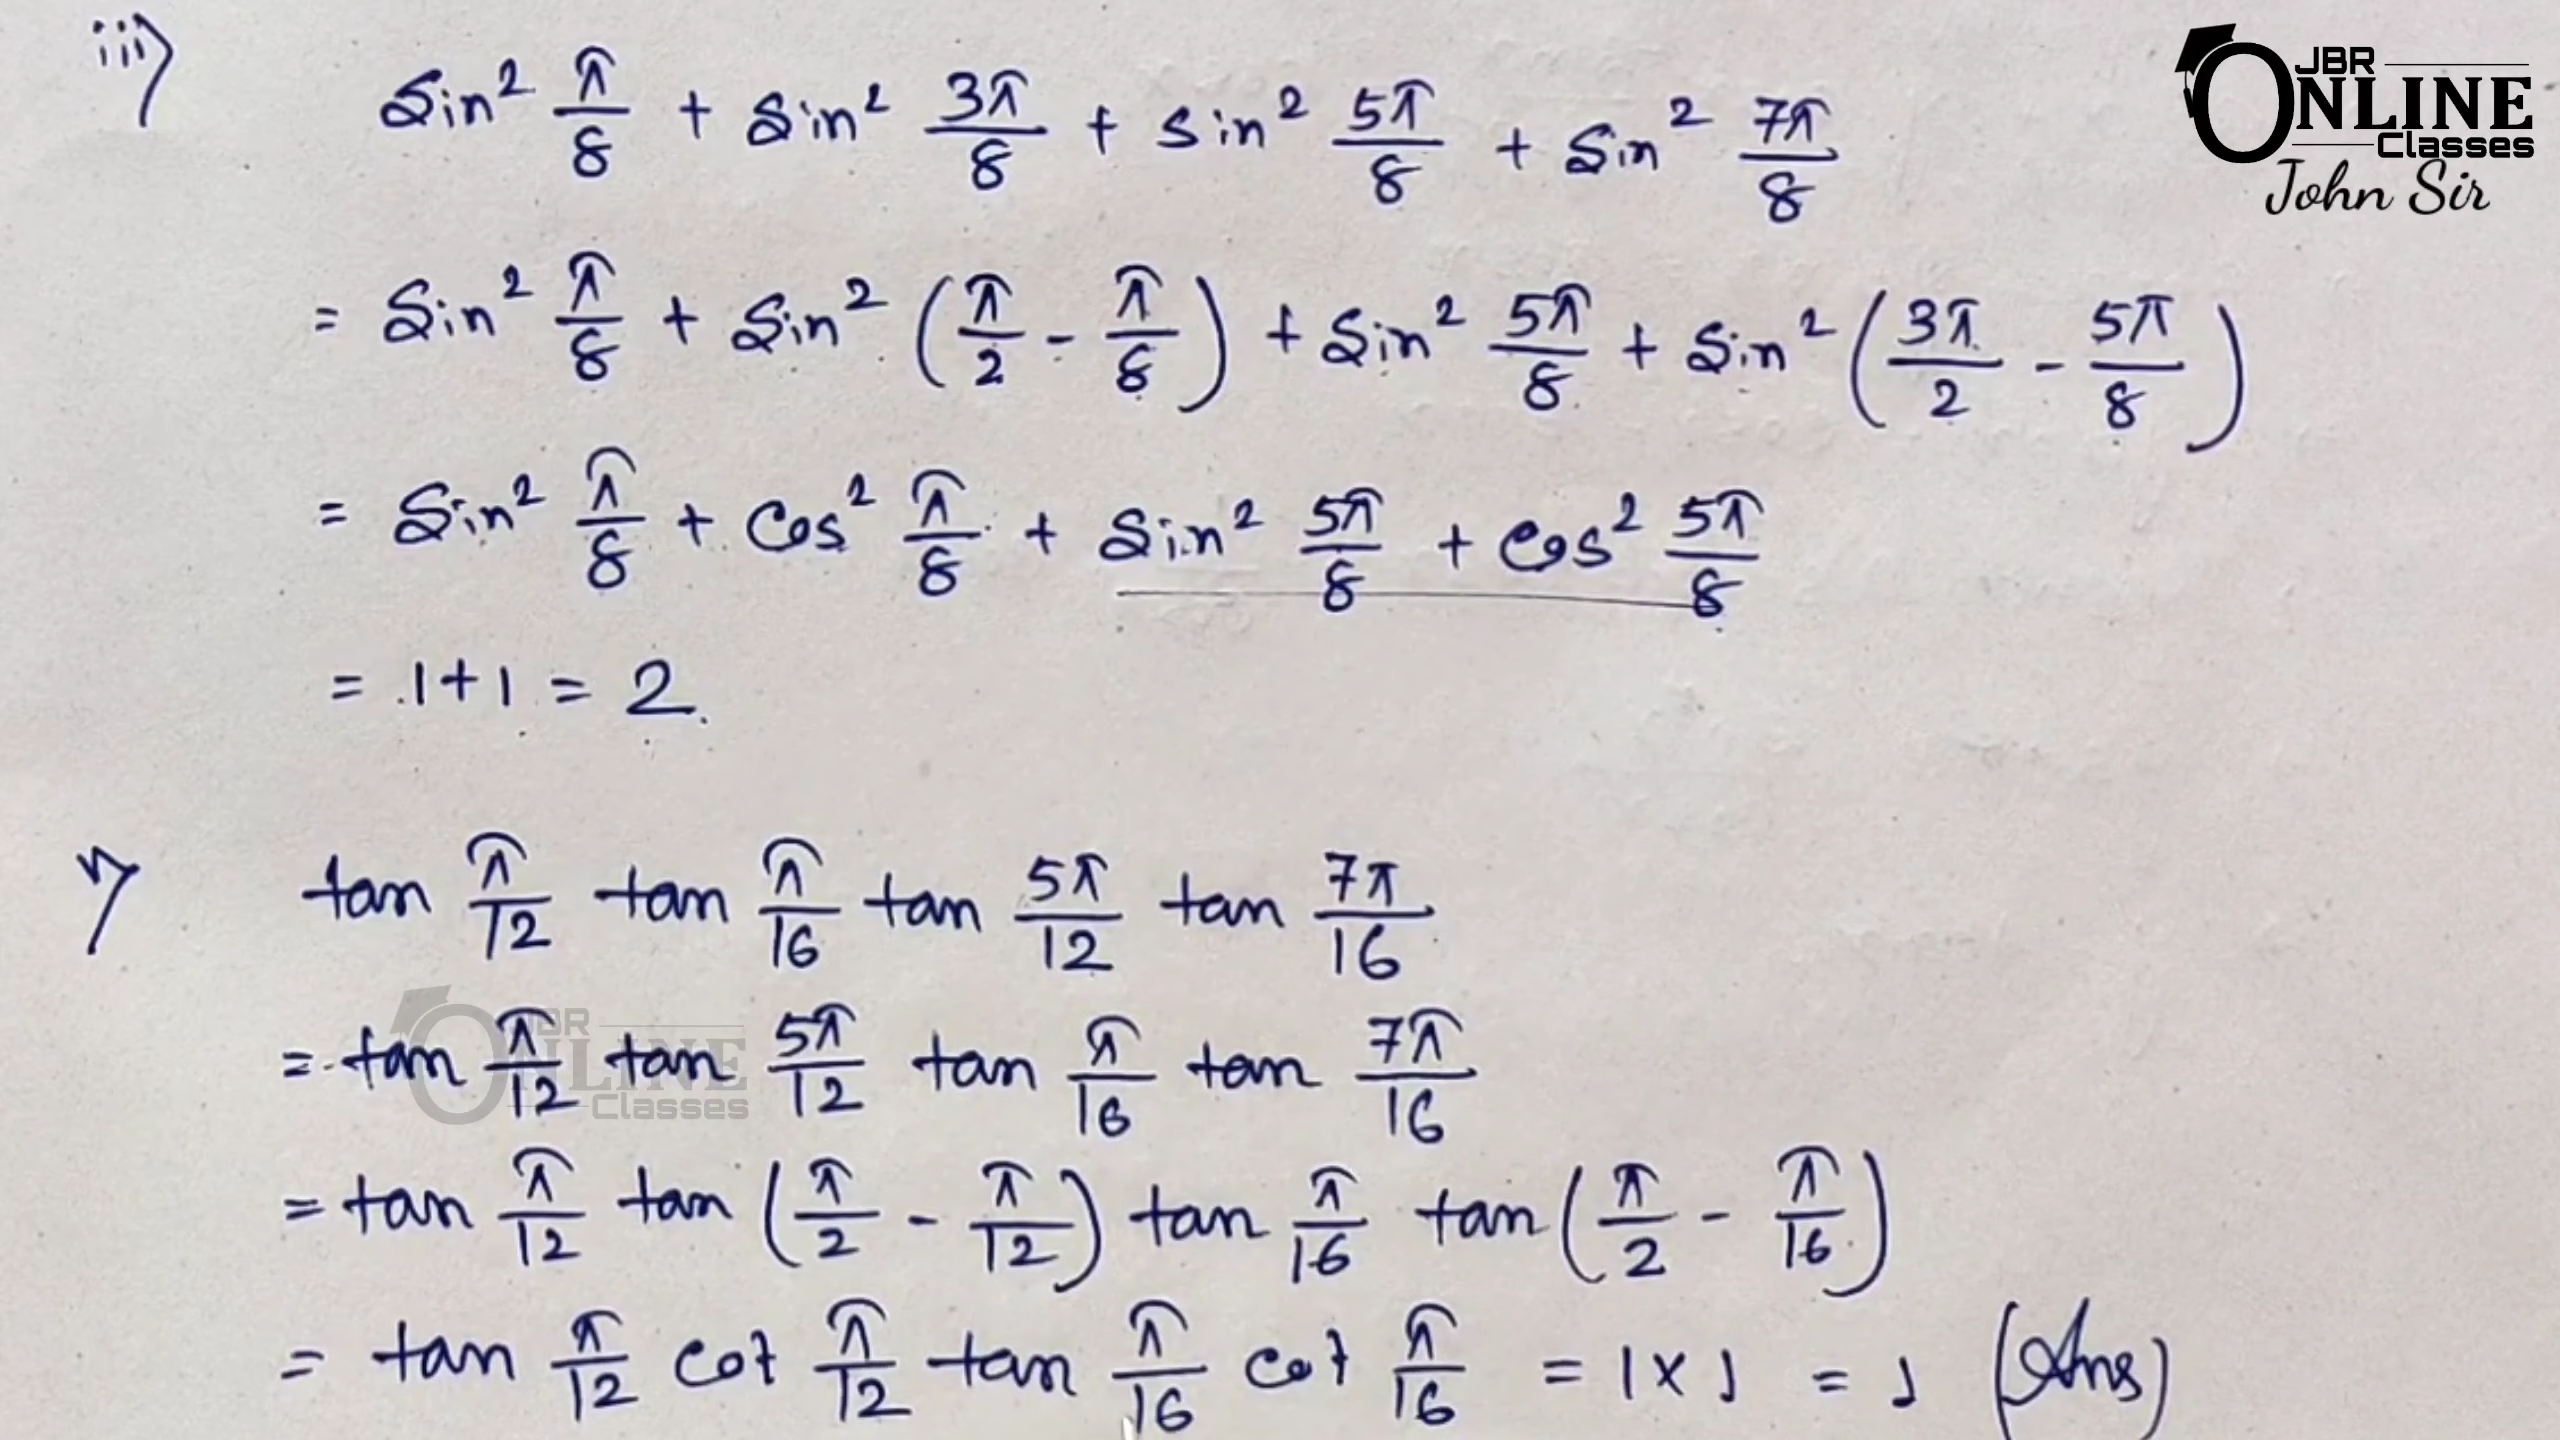 iii)
sin² π/8 + sin² 3π/8 + sin² 5π/8 + sin² 7π/8
= sin² π/8 + sin² (π/2 - π/8) + sin² 5π/8 + sin² (3π/2 - 5π/8)
= sin² π/8 + cos² π/8 + sin² 5π/8 + cos² 5π/8
= 1+1 = 2.
tan π/12 tan π/16 tan 5π/12 tan 7π/16
= tan π/12 tan 5π/12 tan π/16 tan 7π/16
= tan π/12 tan (π/2 - π/12) tan π/16 tan (π/2 - π/16)
= tan π/12 cot π/12 tan π/16 cot π/16 = 1 × 1 = 1 (Ans)
JBR
ONLINE
Classes
John Sir
JBR
ONLINE
Classes